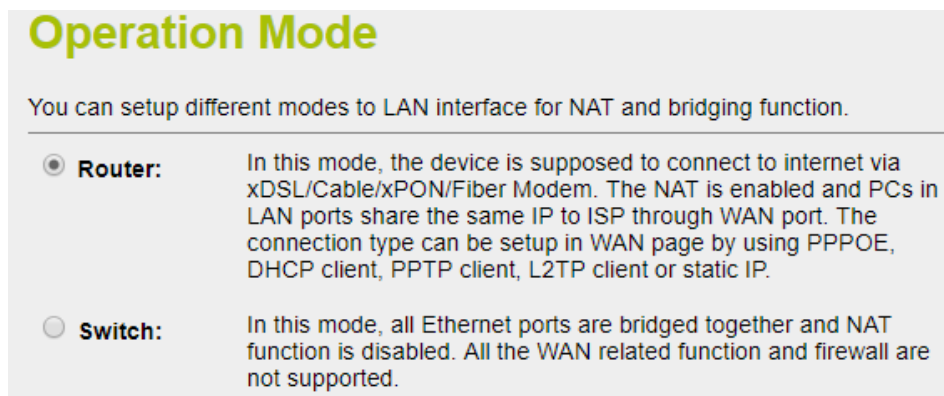 Operation Mode
You can setup different modes to LAN interface for NAT and bridging function.
Router:
In this mode, the device is supposed to connect to internet via
xDSL/Cable/xPON/Fiber Modem. The NAT is enabled and PCs in
LAN ports share the same IP to ISP through WAN port. The
connection type can be setup in WAN page by using PPPOE,
DHCP client, PPTP client, L2TP client or static IP.
Switch:
In this mode, all Ethernet ports are bridged together and NAT
function is disabled. All the WAN related function and firewall are
not supported.